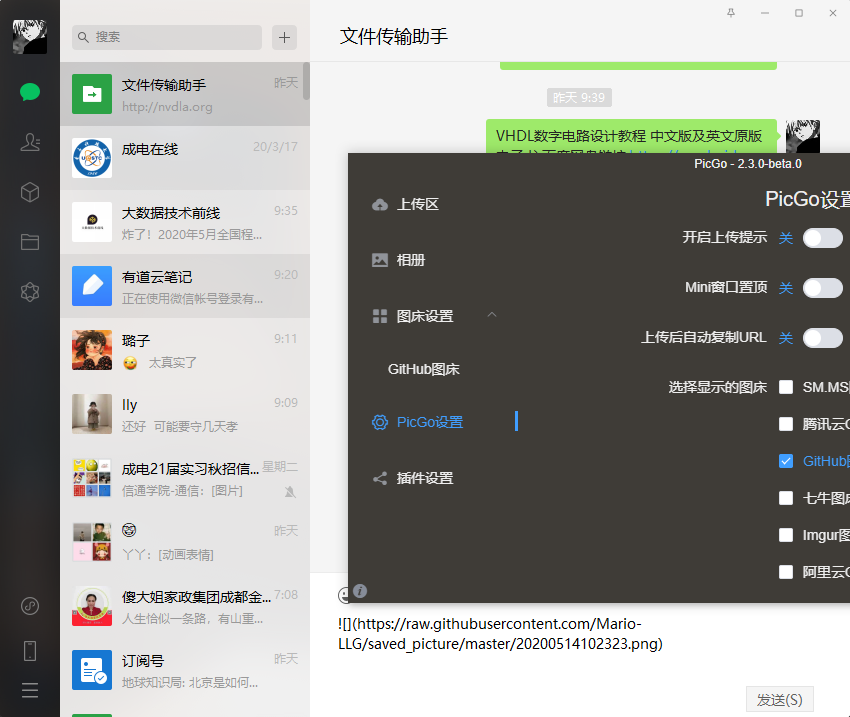 搜索
文件传输助手
昨天
http://nvdla.org
成电在线
20/3/17
大数据技术前线
9:35
炸了！2020年5月全国程...
有道云笔记
9:20
正在使用微信帐号登录有...
璐子
9:11
太真实了
lly
9:09
还好 可能要守几天孝
成电21届实习秋招信...
星期二
信通学院-通信：[图片]
昨天
丫丫：[动画表情]
傻大姐家政集团成都金...
7:08
人生恰似一条路，有山重...
订阅号
昨天
地球知识局: 北京是如何...
文件传输助手
昨天 9:39
VHDL数字电路设计教程 中文版及英文原版
PicGo - 2.3.0-beta.0
上传区
相册
图床设置
GitHub图床
PicGo设置
插件设置
PicGo设置
开启上传提示 关
Mini窗口置顶 关
上传后自动复制URL 关
选择显示的图床
SM.MS
腾讯云C
GitHub图
七牛图床
Imgur图
阿里云C
![](https://raw.githubusercontent.com/Mario-
LLG/saved_picture/master/20200514102323.png)
发送(S)